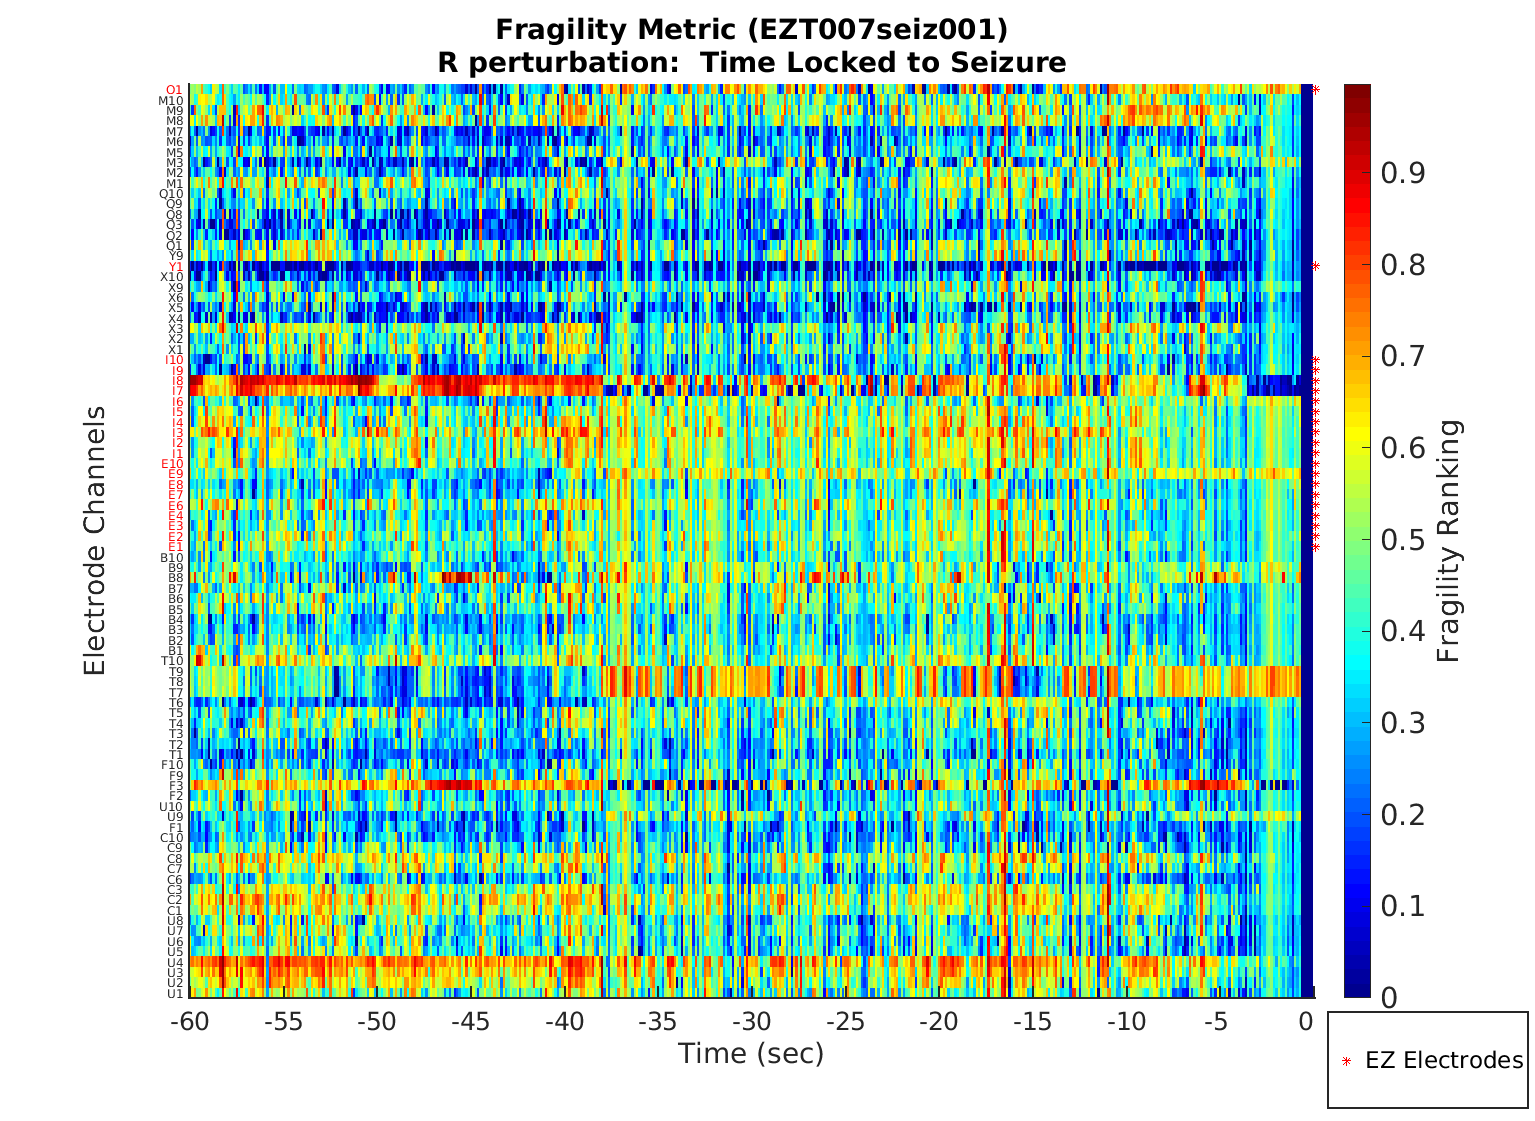 Fragility Metric (EZT007seiz001)
R perturbation:  Time Locked to Seizure
Electrode Channels
O1
M10
M9
M8
M7
M6
M5
M3
M2
M1
Q10
Q9
Q8
Q3
Q2
Q1
Y9
Y1
X10
X9
X6
X5
X4
X3
X2
X1
I10
I9
I8
I7
I6
I5
I4
I3
I2
I1
E10
E9
E8
E7
E6
E4
E3
E2
E1
B10
B9
B8
B7
B6
B5
B4
B3
B2
B1
T10
T9
T8
T7
T6
T5
T4
T3
T2
T1
F10
F9
F3
F2
U10
U9
F1
C10
C9
C8
C7
C6
C3
C2
C1
U8
U7
U6
U5
U4
U3
U2
U1
-60 -55 -50 -45 -40 -35 -30 -25 -20 -15 -10 -5 0
Time (sec)
0.9
0.8
0.7
0.6
0.5
0.4
0.3
0.2
0.1
0
Fragility Ranking
* EZ Electrodes